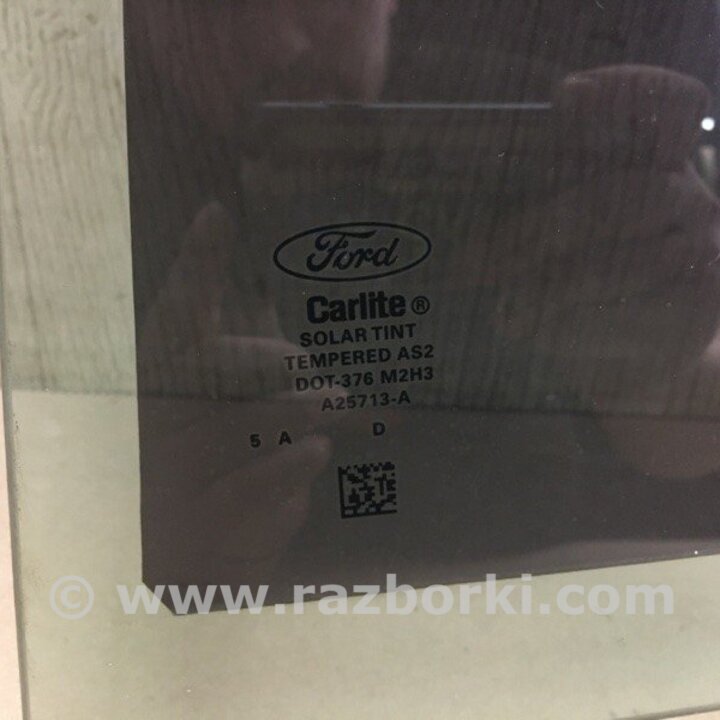 Ford
Carlite®
SOLAR TINT
TEMPERED AS2
DOT-376 M2H3
A25713-A
5 A D
© www.razborki.com